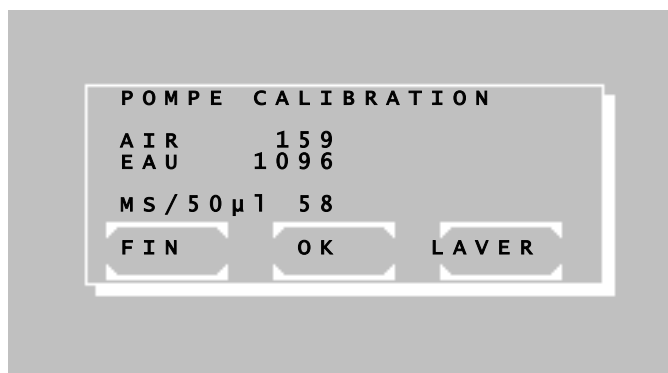 POMPE CALIBRATION
AIR 159
EAU 1096
MS/50µl 58
FIN OK LAVER